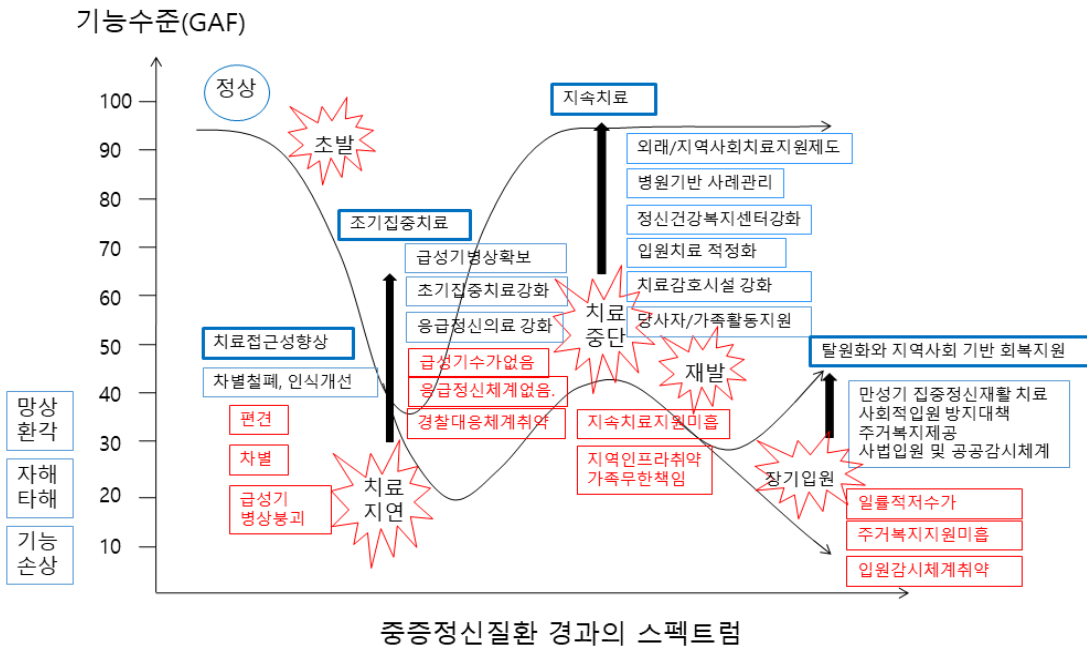 기능수준(GAF)
100
90
80
70
60
50
40
30
20
10
망상
환각
자해
타해
기능
손상
정상
초발
치료접근성향상
차별철폐, 인식개선
편견
차별
급성기
병상붕괴
조기집중치료
급성기병상확보
초기집중치료강화
응급정신의료 강화
급성기수가없음
응급정신체계없음.
경찰대응체계취약
치료
지연
지속치료
외래/지역사회치료지원제도
병원기반 사례관리
정신건강복지센터강화
입원치료 적정화
치료감호시설 강화
당사자/가족활동지원
치료
중단
지속치료지원미흡
지역인프라취약
가족무한책임
재발
탈원화와 지역사회 기반 회복지원
만성기 집중정신재활 치료
사회적입원 방지대책
주거복지제공
사법입원 및 공공감시체계
장기입원
일률적저수가
주거복지지원미흡
입원감시체계취약
중증정신질환 경과의 스펙트럼